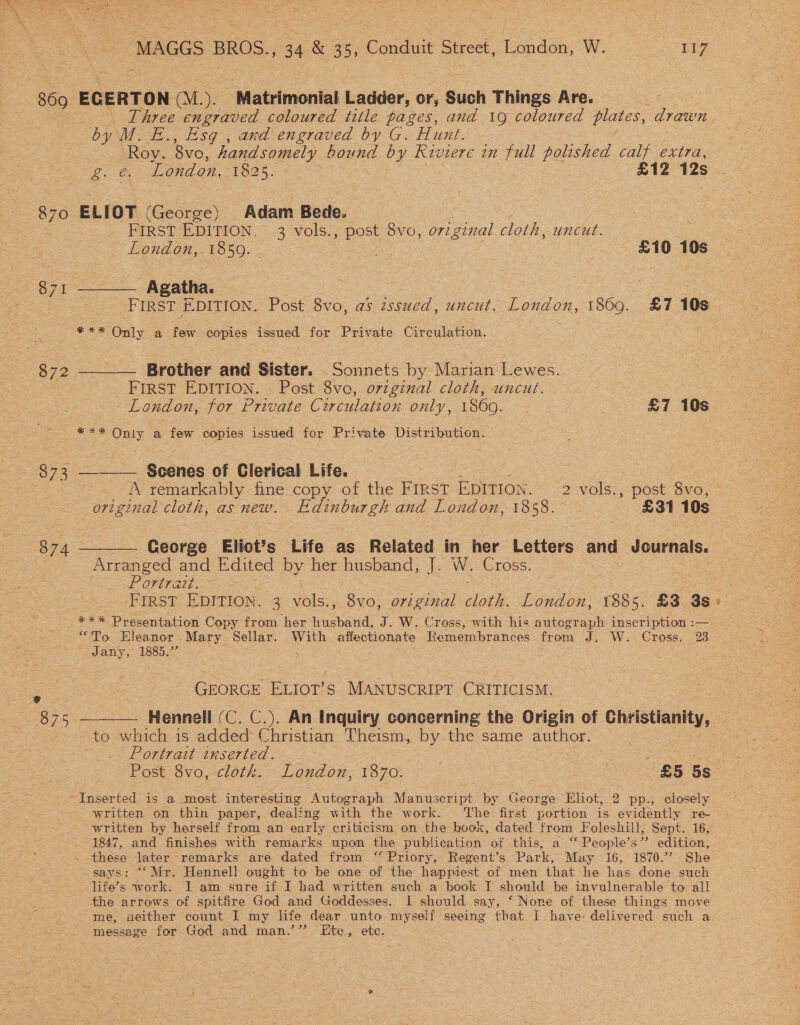 MAGGS BROS., 34 & 35, Conduit Street, London, W. 117
869 EGERTON (M.). Matrimonial Ladder, or, Such Things Are.
Three engraved coloured title pages, and 19 coloured plates, drawn
by M. E., Esq., and engraved by G. Hunt.
Roy. 8vo, handsomely bound by Riviere in full polished calf extra,
g. e. London, 1825. £12 12s
870 ELIOT (George) Adam Bede.
FIRST EDITION. 3 vols., post 8vo, original cloth, uncut.
London, 1859. £10 10s
871 ——— Agatha.
FIRST EDITION. Post 8vo, as issued, uncut. London, 1869. £7 10s
*** Only a few copies issued for Private Circulation.
872 ——— Brother and Sister. Sonnets by Marian Lewes.
FIRST EDITION. Post 8vo, original cloth, uncut.
London, for Private Circulation only, 1869. £7 10s
*** Only a few copies issued for Private Distribution.
873 ——— Scenes of Clerical Life.
A remarkably fine copy of the FIRST EDITION. 2 vols., post 8vo,
original cloth, as new. Edinburgh and London, 1858. £31 10s
874 ——— George Eliot's Life as Related in her Letters and Journals.
Arranged and Edited by her husband, J. W. Cross.
Portrait.
FIRST EDITION. 3 vols., 8vo, original cloth. London, 1885. £3 3s
*** Presentation Copy from her husband, J. W. Cross, with his autograph inscription:—
"To Eleanor Mary Sellar. With affectionate Remembrances from J. W. Cross. 23
Jany, 1885."
GEORGE ELIOT'S MANUSCRIPT CRITICISM.
875 ——— Hennell (C. C.). An Inquiry concerning the Origin of Christianity,
to which is added Christian Theism, by the same author.
Portrait inserted.
Post 8vo, cloth. London, 1870. £5 5s
Inserted is a most interesting Autograph Manuscript by George Eliot, 2 pp., closely
written on thin paper, dealing with the work. The first portion is evidently re-
written by herself from an early criticism on the book, dated from Foleshill, Sept. 16,
1847, and finishes with remarks upon the publication of this, a "People's" edition,
these later remarks are dated from "Priory, Regent's Park, May 16, 1870." She
says: "Mr. Hennell ought to be one of the happiest of men that he has done such
life's work. I am sure if I had written such a book I should be invulnerable to all
the arrows of spitfire God and Goddesses. I should say, 'None of these things move
me, neither count I my life dear unto myself seeing that I have delivered such a
message for God and man.'" Etc., etc.